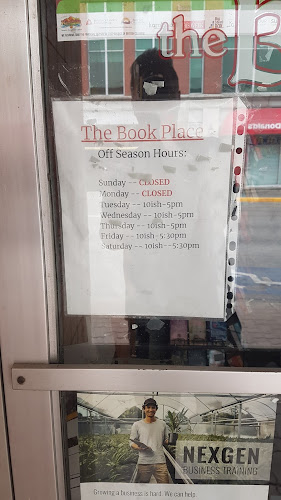 the B
The Book Place
Off Season Hours:
Sunday -- CLOSED
Monday -- CLOSED
Tuesday -- 10ish-5pm
Wednesday -- 10ish-5pm
Thursday -- 10ish-5pm
Friday -- 10ish-5:30pm
Saturday -- 10ish--5:30pm
NEXGEN
BUSINESS TRAINING
Growing a business is hard. We can help.